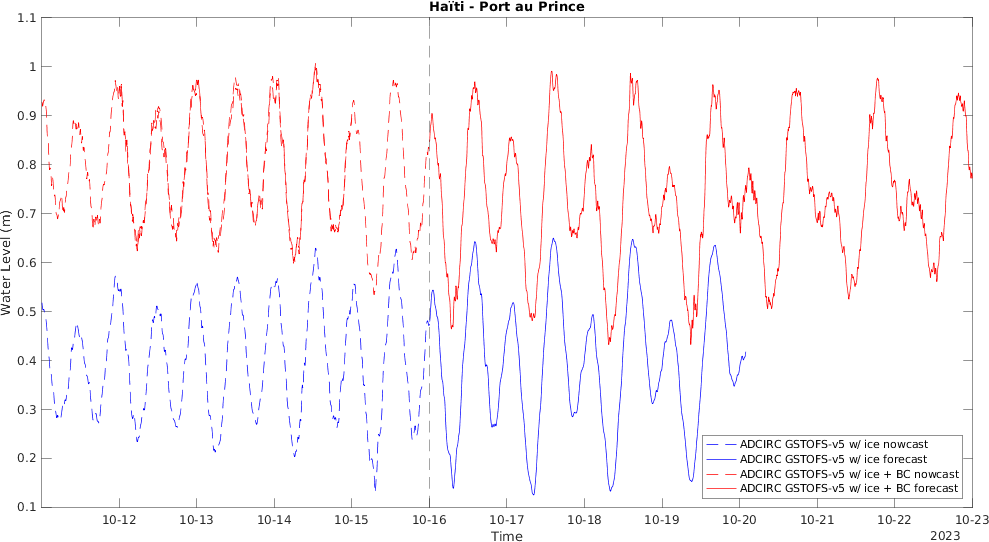 Haïti - Port au Prince
1.1
1
0.9
0.8
0.7
0.6
0.5
0.4
0.3
0.2
0.1
Water Level (m)
ADCIRC GSTOFS-v5 w/ ice nowcast
ADCIRC GSTOFS-v5 w/ ice forecast
ADCIRC GSTOFS-v5 w/ ice + BC nowcast
ADCIRC GSTOFS-v5 w/ ice + BC forecast
10-12 10-13 10-14 10-15 10-16 10-17 10-18 10-19 10-20 10-21 10-22 10-23
Time
2023